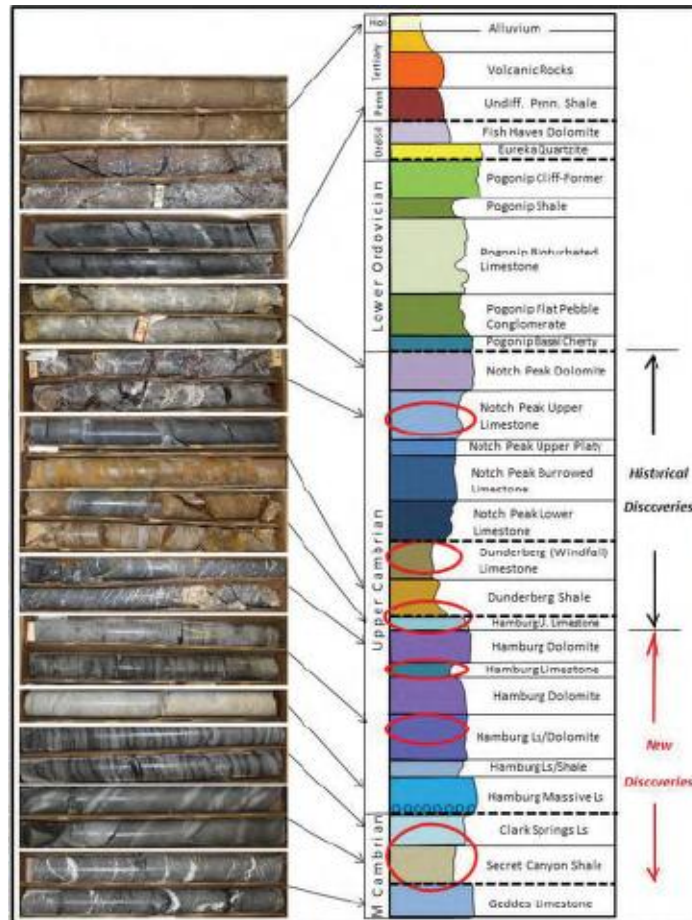 Hol
Alluvium
Tertiary
Volcanic Rocks
Penn
Undiff. Penn. Shale
Fish Haven Dolomite
Eureka Quartzite
Lower Ordovician
Pogonip Cliff-Former
Pogonip Shale
Pogonip Bioturbated
Limestone
Pogonip Flat Pebble
Conglomerate
Pogonip Basal Cherty
Upper Cambrian
Notch Peak Dolomite
Notch Peak Upper
Limestone
Notch Peak Upper Platy
Notch Peak Burrowed
Limestone
Notch Peak Lower
Limestone
Dunderberg (Windfall)
Limestone
Dunderberg Shale
Hamburg U. Limestone
Historical
Discoveries
Hamburg Dolomite
Hamburg Limestone
Hamburg Dolomite
Hamburg Ls/Dolomite
Hamburg Ls/Shale
Hamburg Massive Ls
New
Discoveries
M Cambrian
Clark Springs Ls
Secret Canyon Shale
Geddes Limestone